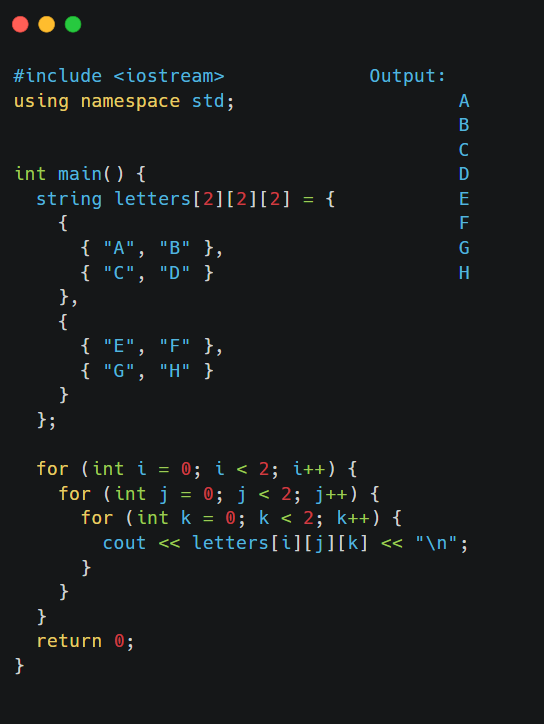 #include <iostream>
using namespace std;
int main() {
  string letters[2][2][2] = {
    {
      { "A", "B" },
      { "C", "D" }
    },
    {
      { "E", "F" },
      { "G", "H" }
    }
  };
  for (int i = 0; i < 2; i++) {
    for (int j = 0; j < 2; j++) {
      for (int k = 0; k < 2; k++) {
        cout << letters[i][j][k] << "\n";
      }
    }
  }
  return 0;
}
Output:
A
B
C
D
E
F
G
H